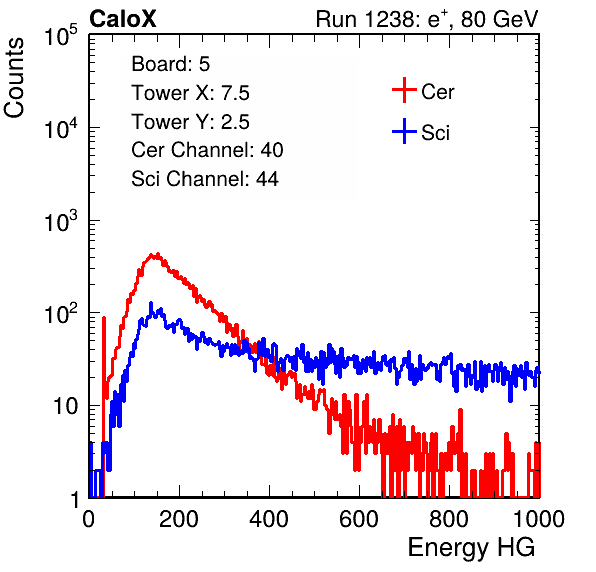 CaloX Run 1238: e⁺, 80 GeV
Counts
10⁵
10⁴
10³
10²
10
1
Board: 5
Tower X: 7.5
Tower Y: 2.5
Cer Channel: 40
Sci Channel: 44
Cer
Sci
0 200 400 600 800 1000
Energy HG